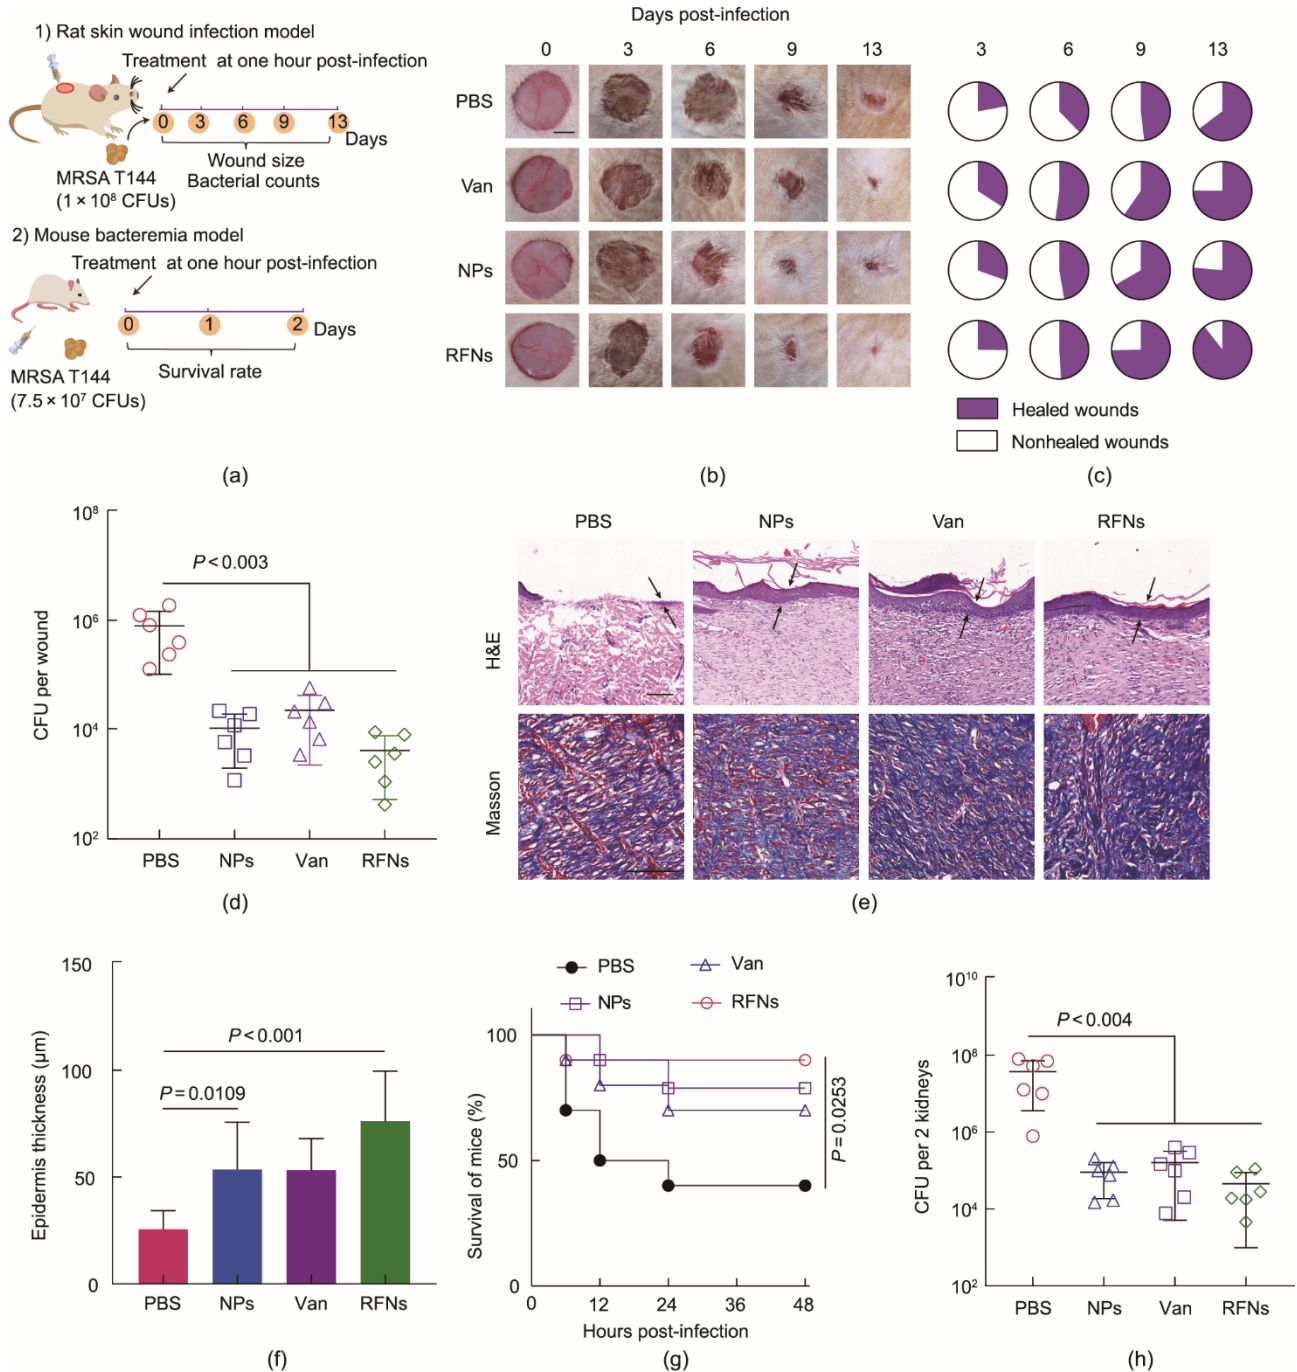 1) Rat skin wound infection model
Treatment at one hour post-infection
0 3 6 9 13
Days
Wound size
Bacterial counts
MRSA T144
(1 × 10⁸ CFUs)
2) Mouse bacteremia model
Treatment at one hour post-infection
0 1 2 Days
Survival rate
MRSA T144
(7.5 × 10⁷ CFUs)
(a)
Days post-infection
0 3 6 9 13
PBS
Van
NPs
RFNs
(b)
3 6 9 13
Healed wounds
Nonhealed wounds
(c)
CFU per wound
10⁸
10⁶
10⁴
10²
P < 0.003
PBS NPs Van RFNs
(d)
PBS NPs Van RFNs
H&E
Masson
(e)
Epidermis thickness (μm)
150
100
50
0
P < 0.001
P = 0.0109
PBS NPs Van RFNs
(f)
PBS Van
NPs RFNs
Survival of mice (%)
100
50
0
0 12 24 36 48
Hours post-infection
P = 0.0253
(g)
CFU per 2 kidneys
10¹⁰
10⁸
10⁶
10⁴
10²
P < 0.004
PBS NPs Van RFNs
(h)